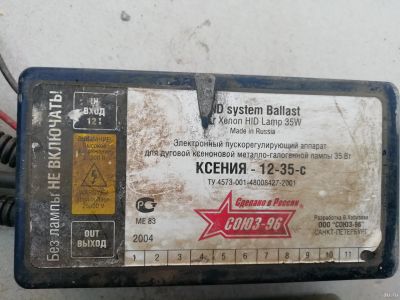 Без лампы НЕ ВКЛЮЧАТЬ!
IN
ВХОД
12
ВНИМАНИЕ!
OUT
ВЫХОД
system Ballast
Xenon HID Lamp 35W
Made in Russia
Электронный пускорегулирующий аппарат
для дуговой ксеноновой металло-галогенной лампы 35 Вт
КСЕНИЯ - 12-35-с
ТУ 4573-001-48008427-2001
МЕ 83
2004
Сделано в России
СОЮЗ-96
ООО "СОЮЗ-96"
САНКТ-ПЕТЕРБУРГ
1 2 3 4 5 6 7 8 9 10 11